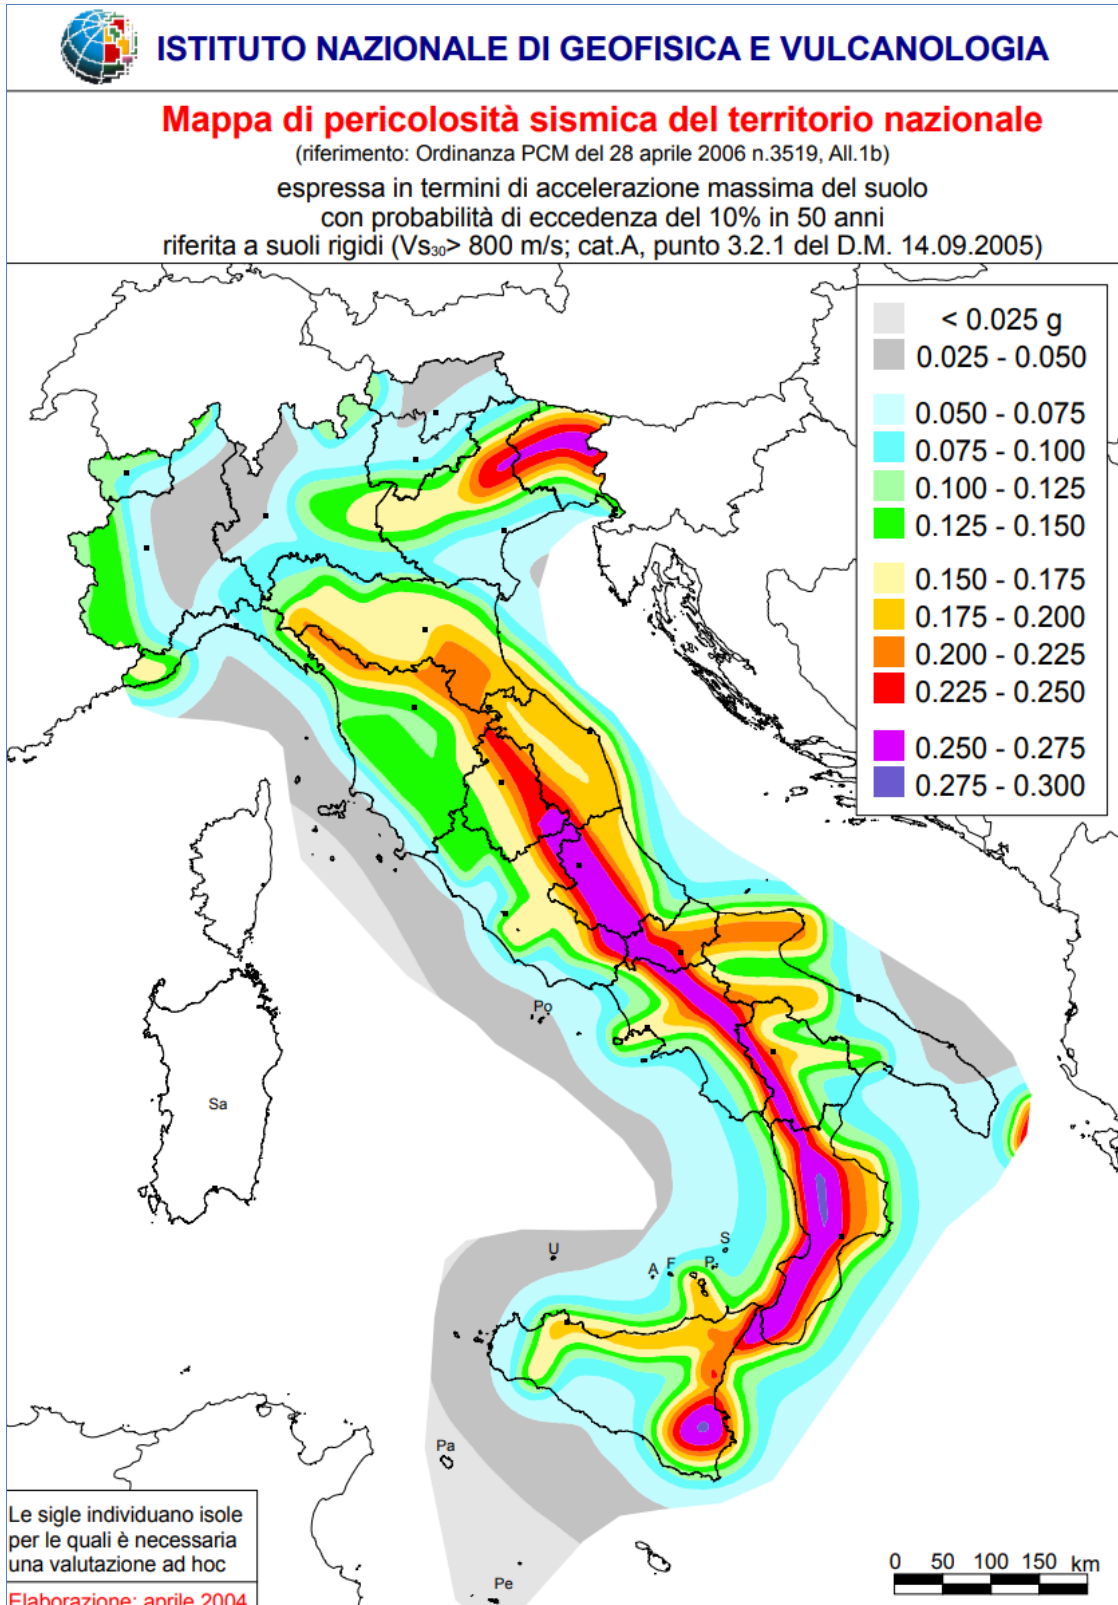 ISTITUTO NAZIONALE DI GEOFISICA E VULCANOLOGIA
Mappa di pericolosità sismica del territorio nazionale
(riferimento: Ordinanza PCM del 28 aprile 2006 n.3519, All.1b)
espressa in termini di accelerazione massima del suolo
con probabilità di eccedenza del 10% in 50 anni
riferita a suoli rigidi (Vs30> 800 m/s; cat.A, punto 3.2.1 del D.M. 14.09.2005)
< 0.025 g
0.025 - 0.050
0.050 - 0.075
0.075 - 0.100
0.100 - 0.125
0.125 - 0.150
0.150 - 0.175
0.175 - 0.200
0.200 - 0.225
0.225 - 0.250
0.250 - 0.275
0.275 - 0.300
Po
Sa
S
U
A F P
Pa
Pe
Le sigle individuano isole
per le quali è necessaria
una valutazione ad hoc
Elaborazione: aprile 2004
0 50 100 150 km